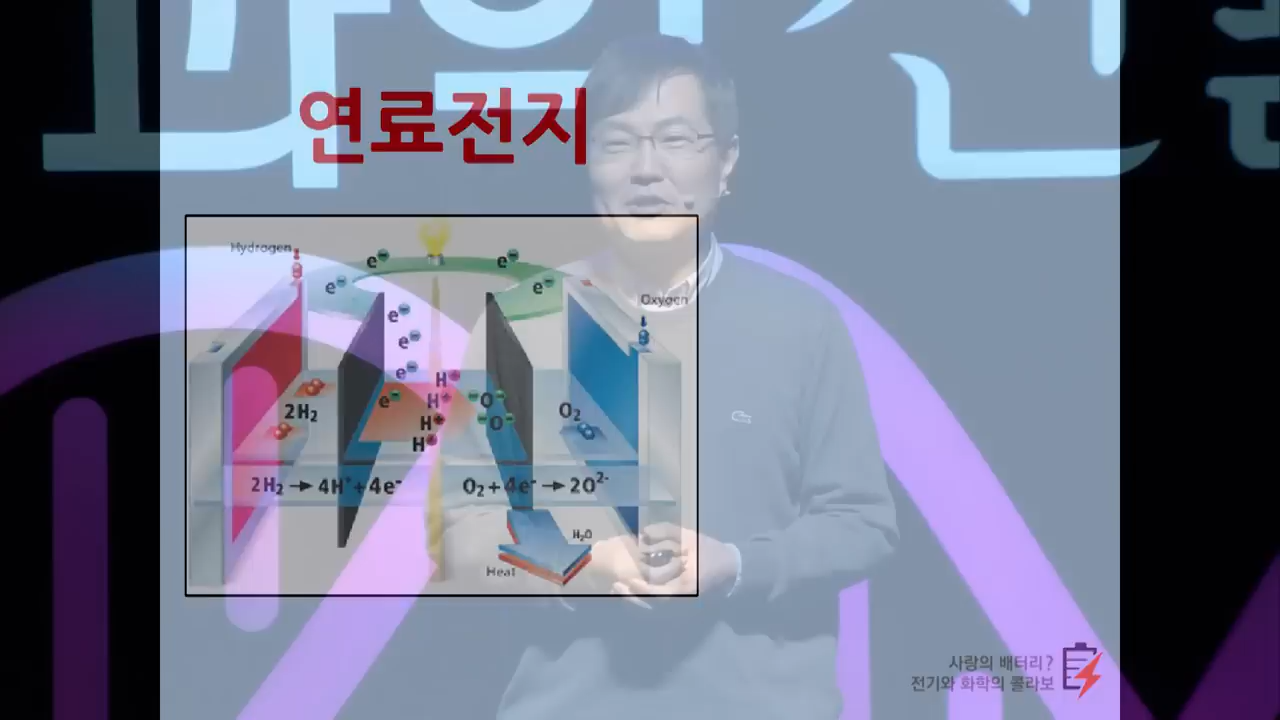 연료전지
Hydrogen
e⊖ e⊖
e⊖ e⊖
Oxygen
e⊖
e⊖
e⊖
H⊕
e⊖ H⊕ O
2H₂ H⊕ O O₂
H⊕
2H₂ → 4H⁺ + 4e⁻ O₂ + 4e⁻ → 2O²⁻
H₂O
Heat
사랑의 배터리?
전기와 화학의 콜라보